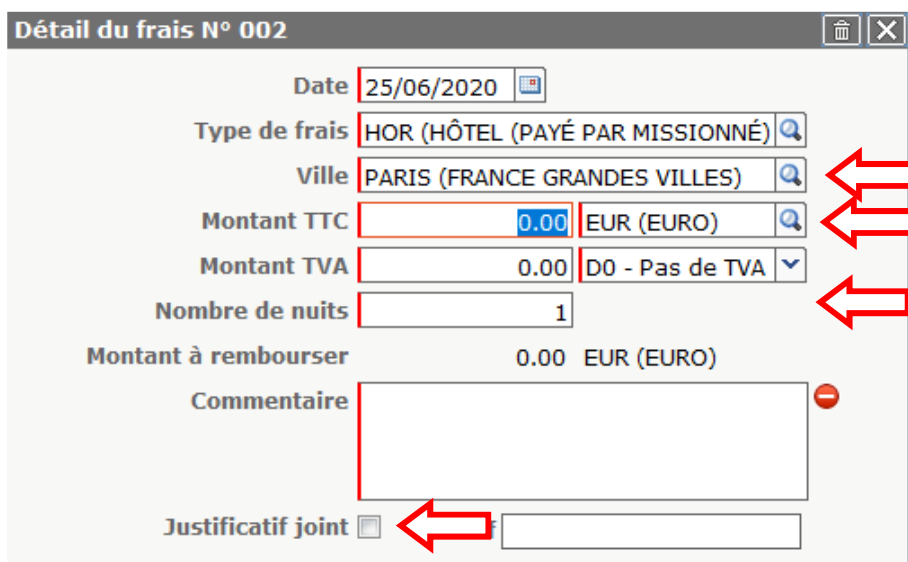 Détail du frais N° 002
Date 25/06/2020
Type de frais HOR (HÔTEL (PAYÉ PAR MISSIONNÉ)
Ville PARIS (FRANCE GRANDES VILLES)
Montant TTC 0.00 EUR (EURO)
Montant TVA 0.00 D0 - Pas de TVA
Nombre de nuits 1
Montant à rembourser 0.00 EUR (EURO)
Commentaire
Justificatif joint